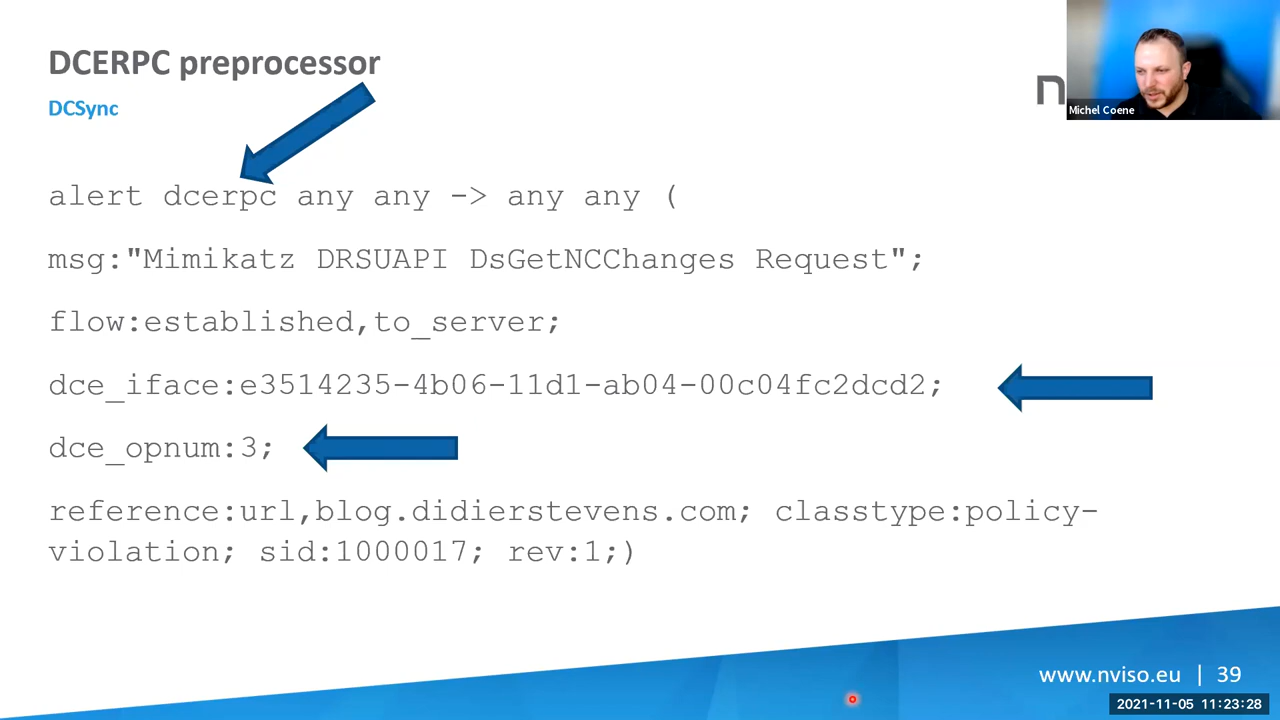 DCERPC preprocessor
DCSync
n
Michel Coene
alert dcerpc any any -> any any (
msg:"Mimikatz DRSUAPI DsGetNCChanges Request";
flow:established,to_server;
dce_iface:e3514235-4b06-11d1-ab04-00c04fc2dcd2;
dce_opnum:3;
reference:url,blog.didierstevens.com; classtype:policy-
violation; sid:1000017; rev:1;)
www.nviso.eu | 39
2021-11-05 11:23:28